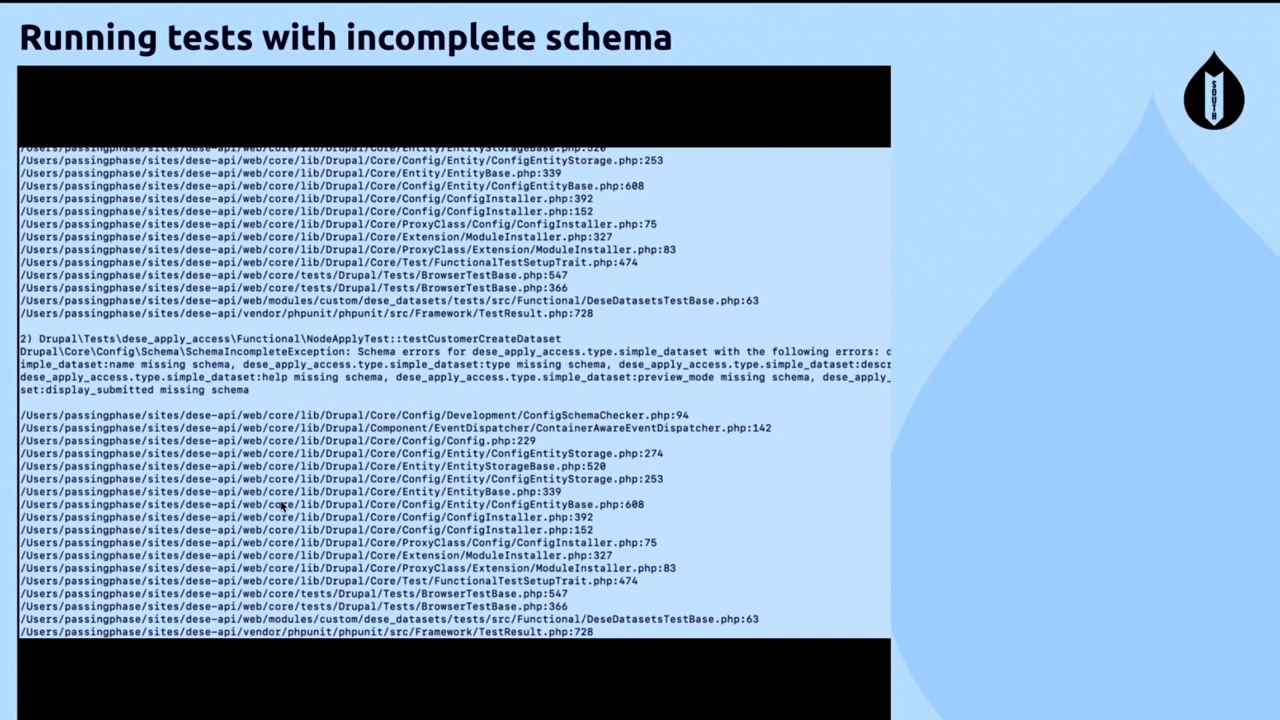 Running tests with incomplete schema
SOUTH
/Users/passingphase/sites/dese-api/web/core/lib/Drupal/Core/Entity/EntityStorageBase.php:520
/Users/passingphase/sites/dese-api/web/core/lib/Drupal/Core/Config/Entity/ConfigEntityStorage.php:253
/Users/passingphase/sites/dese-api/web/core/lib/Drupal/Core/Entity/EntityBase.php:339
/Users/passingphase/sites/dese-api/web/core/lib/Drupal/Core/Config/Entity/ConfigEntityBase.php:608
/Users/passingphase/sites/dese-api/web/core/lib/Drupal/Core/Config/ConfigInstaller.php:392
/Users/passingphase/sites/dese-api/web/core/lib/Drupal/Core/Config/ConfigInstaller.php:152
/Users/passingphase/sites/dese-api/web/core/lib/Drupal/Core/ProxyClass/Config/ConfigInstaller.php:75
/Users/passingphase/sites/dese-api/web/core/lib/Drupal/Core/Extension/ModuleInstaller.php:327
/Users/passingphase/sites/dese-api/web/core/lib/Drupal/Core/ProxyClass/Extension/ModuleInstaller.php:83
/Users/passingphase/sites/dese-api/web/core/lib/Drupal/Core/Test/FunctionalTestSetupTrait.php:474
/Users/passingphase/sites/dese-api/web/core/tests/Drupal/Tests/BrowserTestBase.php:547
/Users/passingphase/sites/dese-api/web/core/tests/Drupal/Tests/BrowserTestBase.php:366
/Users/passingphase/sites/dese-api/web/modules/custom/dese_datasets/tests/src/Functional/DeseDatasetsTestBase.php:63
/Users/passingphase/sites/dese-api/vendor/phpunit/phpunit/src/Framework/TestResult.php:728
2) Drupal\Tests\dese_apply_access\Functional\NodeApplyTest::testCustomerCreateDataset
Drupal\Core\Config\Schema\SchemaIncompleteException: Schema errors for dese_apply_access.type.simple_dataset with the following errors: d
imple_dataset:name missing schema, dese_apply_access.type.simple_dataset:type missing schema, dese_apply_access.type.simple_dataset:descr
dese_apply_access.type.simple_dataset:help missing schema, dese_apply_access.type.simple_dataset:preview_mode missing schema, dese_apply_
set:display_submitted missing schema
/Users/passingphase/sites/dese-api/web/core/lib/Drupal/Core/Config/Development/ConfigSchemaChecker.php:94
/Users/passingphase/sites/dese-api/web/core/lib/Drupal/Component/EventDispatcher/ContainerAwareEventDispatcher.php:142
/Users/passingphase/sites/dese-api/web/core/lib/Drupal/Core/Config/Config.php:229
/Users/passingphase/sites/dese-api/web/core/lib/Drupal/Core/Config/Entity/ConfigEntityStorage.php:274
/Users/passingphase/sites/dese-api/web/core/lib/Drupal/Core/Entity/EntityStorageBase.php:520
/Users/passingphase/sites/dese-api/web/core/lib/Drupal/Core/Config/Entity/ConfigEntityStorage.php:253
/Users/passingphase/sites/dese-api/web/core/lib/Drupal/Core/Entity/EntityBase.php:339
/Users/passingphase/sites/dese-api/web/core/lib/Drupal/Core/Config/Entity/ConfigEntityBase.php:608
/Users/passingphase/sites/dese-api/web/core/lib/Drupal/Core/Config/ConfigInstaller.php:392
/Users/passingphase/sites/dese-api/web/core/lib/Drupal/Core/Config/ConfigInstaller.php:152
/Users/passingphase/sites/dese-api/web/core/lib/Drupal/Core/ProxyClass/Config/ConfigInstaller.php:75
/Users/passingphase/sites/dese-api/web/core/lib/Drupal/Core/Extension/ModuleInstaller.php:327
/Users/passingphase/sites/dese-api/web/core/lib/Drupal/Core/ProxyClass/Extension/ModuleInstaller.php:83
/Users/passingphase/sites/dese-api/web/core/lib/Drupal/Core/Test/FunctionalTestSetupTrait.php:474
/Users/passingphase/sites/dese-api/web/core/tests/Drupal/Tests/BrowserTestBase.php:547
/Users/passingphase/sites/dese-api/web/core/tests/Drupal/Tests/BrowserTestBase.php:366
/Users/passingphase/sites/dese-api/web/modules/custom/dese_datasets/tests/src/Functional/DeseDatasetsTestBase.php:63
/Users/passingphase/sites/dese-api/vendor/phpunit/phpunit/src/Framework/TestResult.php:728